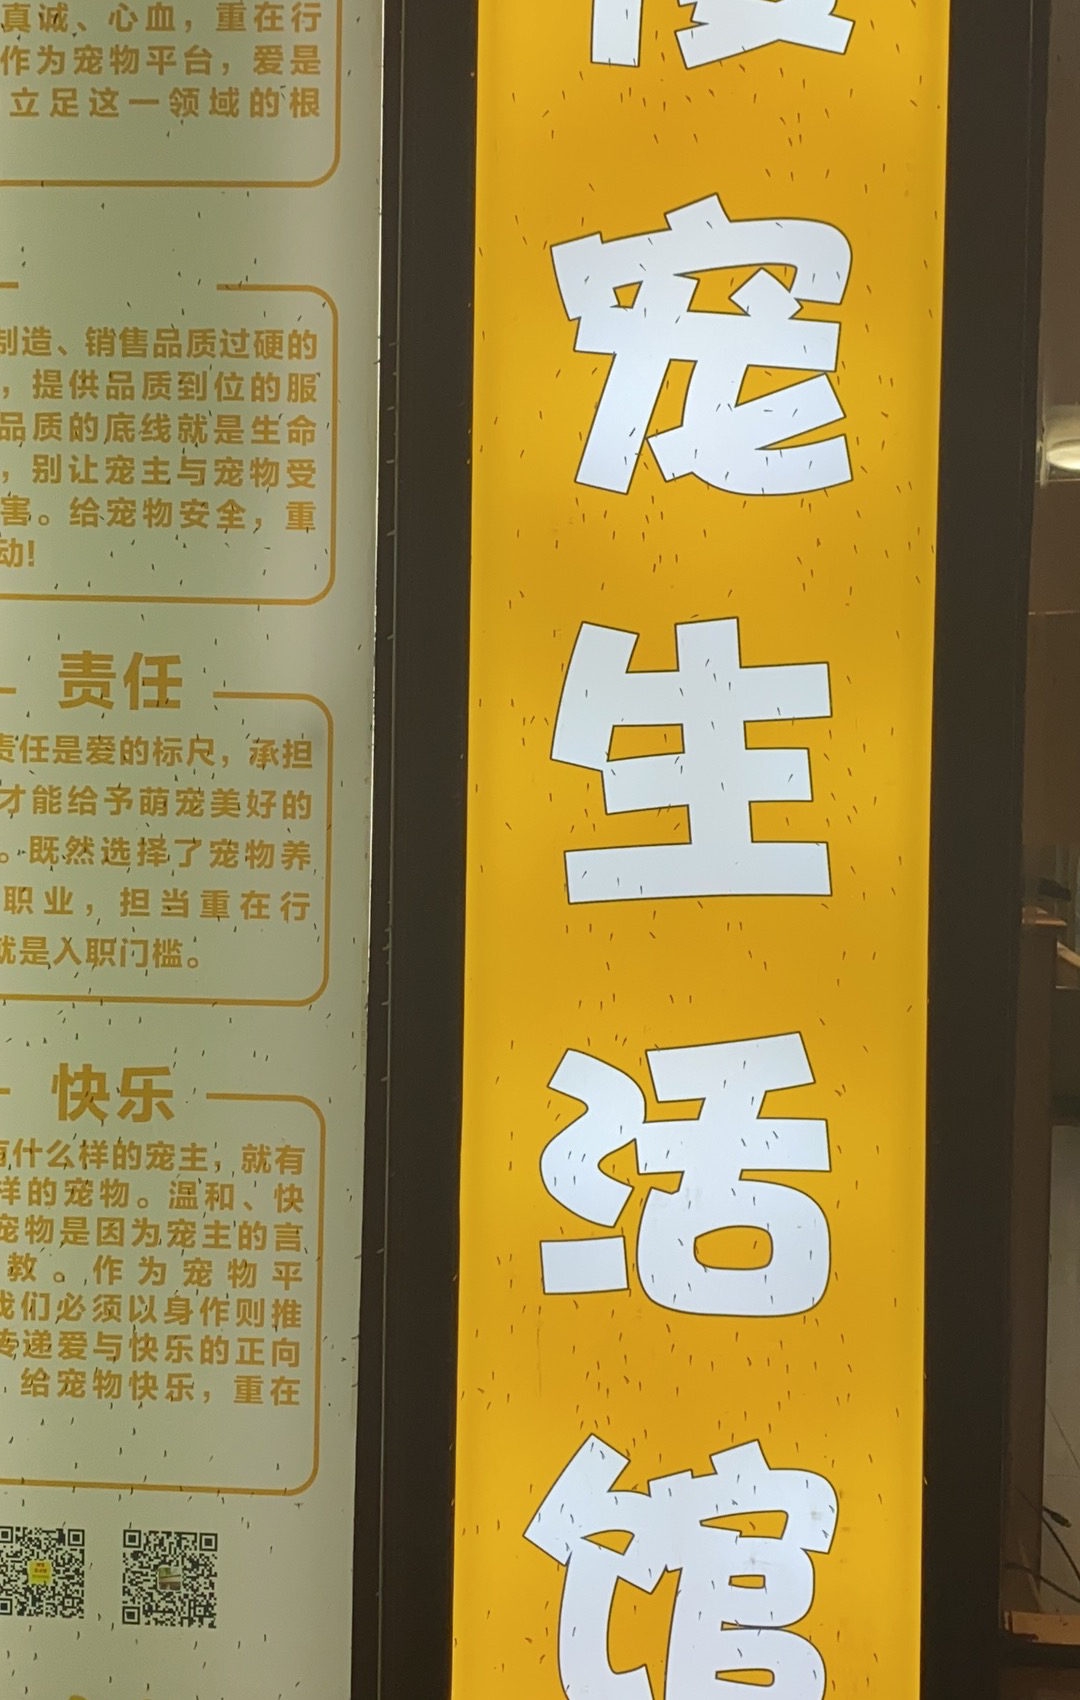 真诚、心血，重在行
作为宠物平台，爱是
立足这一领域的根
制造、销售品质过硬的
，提供品质到位的服
品质的底线就是生命
，别让宠主与宠物受
害。给宠物安全，重
动!
责任
责任是爱的标尺，承担
才能给予萌宠美好的
。既然选择了宠物养
职业，担当重在行
就是入职门槛。
快乐
有什么样的宠主，就有
样的宠物。温和、快
宠物是因为宠主的言
教。作为宠物平
我们必须以身作则推
传递爱与快乐的正向
给宠物快乐，重在
宠
生
活
馆